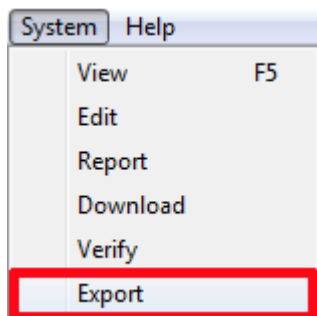 System Help
View F5
Edit
Report
Download
Verify
Export